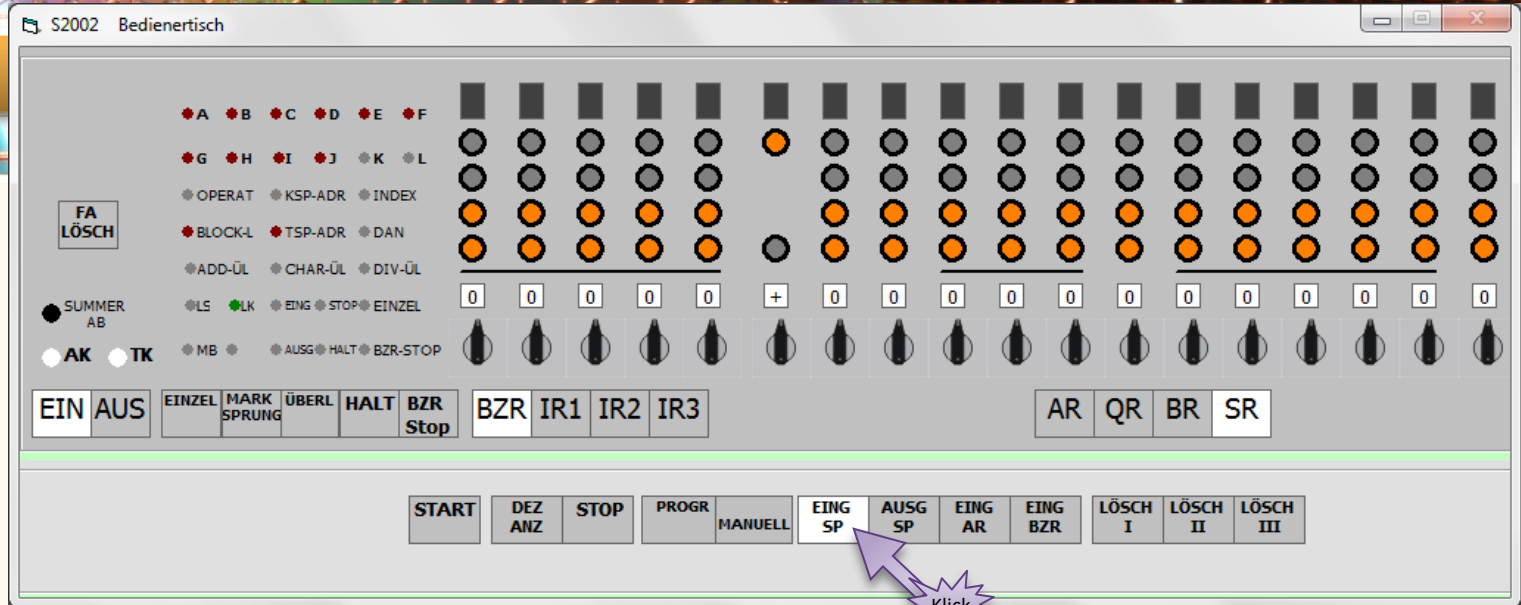 S2002 Bedienertisch
A B C D E F
G H I J K L
OPERAT KSP-ADR INDEX
FA
LÖSCH
BLOCK-L TSP-ADR DAN
ADD-ÜL CHAR-ÜL DIV-ÜL
0 0 0 0 0 + 0 0 0 0 0 0 0 0 0 0 0 0
SUMMER
AB
LS LK EING STOP EINZEL
AK TK
MB AUSG HALT BZR-STOP
EIN AUS
EINZEL
MARK
SPRUNG
ÜBERL
HALT
BZR
Stop
BZR IR1 IR2 IR3
AR QR BR SR
START
DEZ
ANZ
STOP
PROGR
MANUELL
EING
SP
AUSG
SP
EING
AR
EING
BZR
LÖSCH
I
LÖSCH
II
LÖSCH
III
Klick